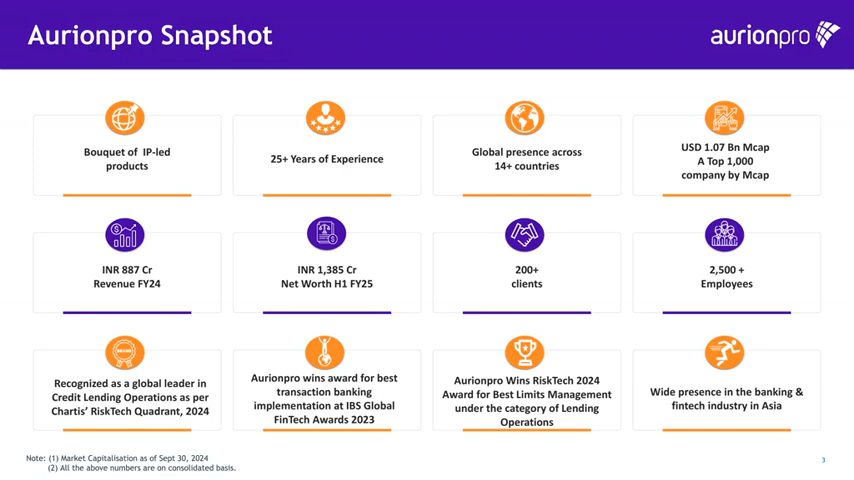 Aurionpro Snapshot
aurionpro
Bouquet of IP-led
products
25+ Years of Experience
Global presence across
14+ countries
USD 1.07 Bn Mcap
A Top 1,000
company by Mcap
INR 887 Cr
Revenue FY24
INR 1,385 Cr
Net Worth H1 FY25
200+
clients
2,500 +
Employees
Recognized as a global leader in
Credit Lending Operations as per
Chartis’ RiskTech Quadrant, 2024
Aurionpro wins award for best
transaction banking
implementation at IBS Global
FinTech Awards 2023
Aurionpro Wins RiskTech 2024
Award for Best Limits Management
under the category of Lending
Operations
Wide presence in the banking &
fintech industry in Asia
Note: (1) Market Capitalisation as of Sept 30, 2024
(2) All the above numbers are on consolidated basis.
3